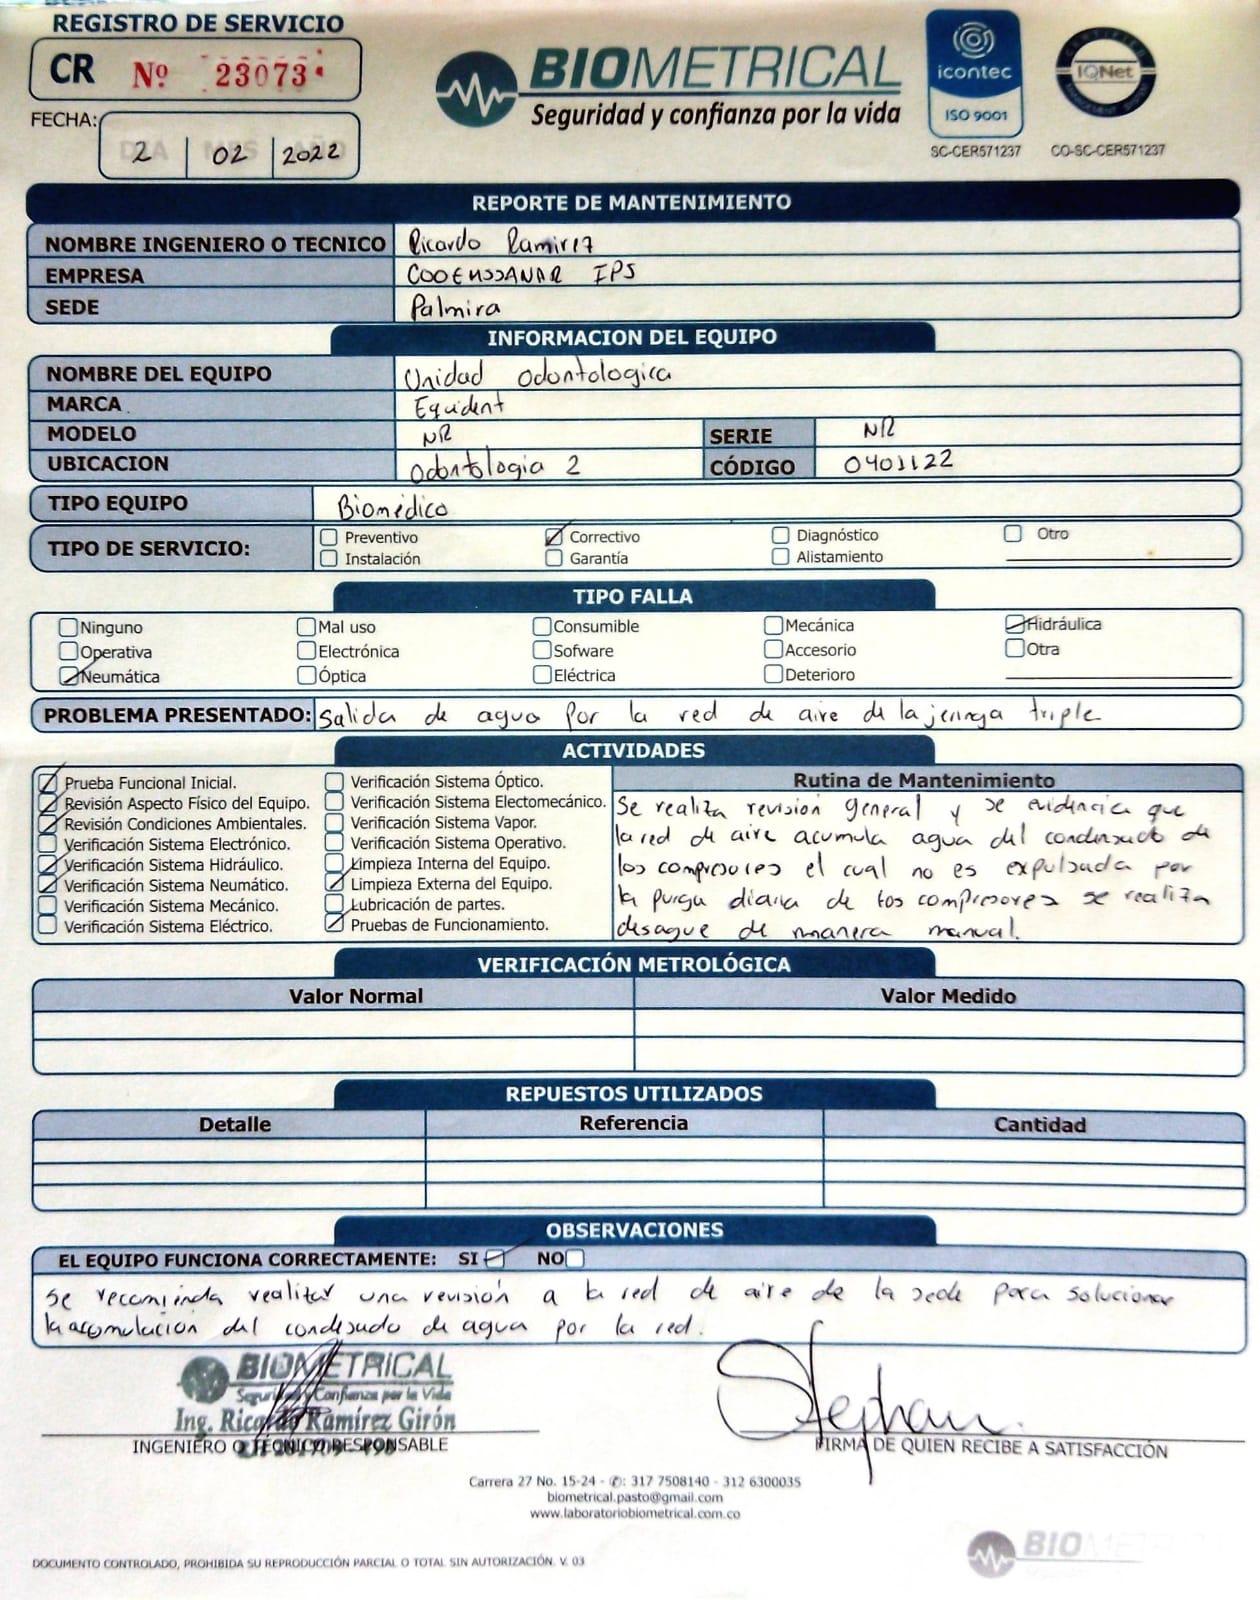 REGISTRO DE SERVICIO
CR Nº 23073
BIOMETRICAL
Seguridad y confianza por la vida
icontec
ISO 9001
SC-CER571237
CERTIFIED
IQNet
MANAGEMENT SYSTEM
CO-SC-CER571237
FECHA:
DIA MES AÑO
2 02 2022
REPORTE DE MANTENIMIENTO
NOMBRE INGENIERO O TECNICO Ricardo Ramirez
EMPRESA COOEMSSANAR IPS
SEDE Palmira
INFORMACION DEL EQUIPO
NOMBRE DEL EQUIPO Unidad Odontologica
MARCA Equident
MODELO NR SERIE NR
UBICACION Odontologia 2 CÓDIGO 0401122
TIPO EQUIPO Biomédico
TIPO DE SERVICIO:
Preventivo Correctivo Diagnóstico Otro
Instalación Garantía Alistamiento
TIPO FALLA
Ninguno Mal uso Consumible Mecánica Hidráulica
Operativa Electrónica Sofware Accesorio Otra
Neumática Óptica Eléctrica Deterioro
PROBLEMA PRESENTADO: Salida de agua por la red de aire de la jeringa triple
ACTIVIDADES
Prueba Funcional Inicial.
Revisión Aspecto Físico del Equipo.
Revisión Condiciones Ambientales.
Verificación Sistema Electrónico.
Verificación Sistema Hidráulico.
Verificación Sistema Neumático.
Verificación Sistema Mecánico.
Verificación Sistema Eléctrico.
Verificación Sistema Óptico.
Verificación Sistema Electomecánico.
Verificación Sistema Vapor.
Verificación Sistema Operativo.
Limpieza Interna del Equipo.
Limpieza Externa del Equipo.
Lubricación de partes.
Pruebas de Funcionamiento.
Rutina de Mantenimiento
Se realiza revisión general y se evidencia que
la red de aire acumula agua del condensado de
los compresores el cual no es expulsada por
la purga diaria de los compresores se realiza
desague de manera manual.
VERIFICACIÓN METROLÓGICA
Valor Normal Valor Medido
REPUESTOS UTILIZADOS
Detalle Referencia Cantidad
OBSERVACIONES
EL EQUIPO FUNCIONA CORRECTAMENTE: SI NO
Se recomienda realizar una revisión a la red de aire de la sede para solucionar
la acomulación del condesado de agua por la red.
BIOMETRICAL
Seguridad y Confianza por la Vida
Ing. Ricardo Ramírez Girón
INGENIERO O TECNICO RESPONSABLE
Stephan
FIRMA DE QUIEN RECIBE A SATISFACCIÓN
Carrera 27 No. 15-24 - ✆: 317 7508140 - 312 6300035
biometrical.pasto@gmail.com
www.laboratoriobiometrical.com.co
DOCUMENTO CONTROLADO, PROHIBIDA SU REPRODUCCIÓN PARCIAL O TOTAL SIN AUTORIZACIÓN. V. 03
BIOMETRICAL